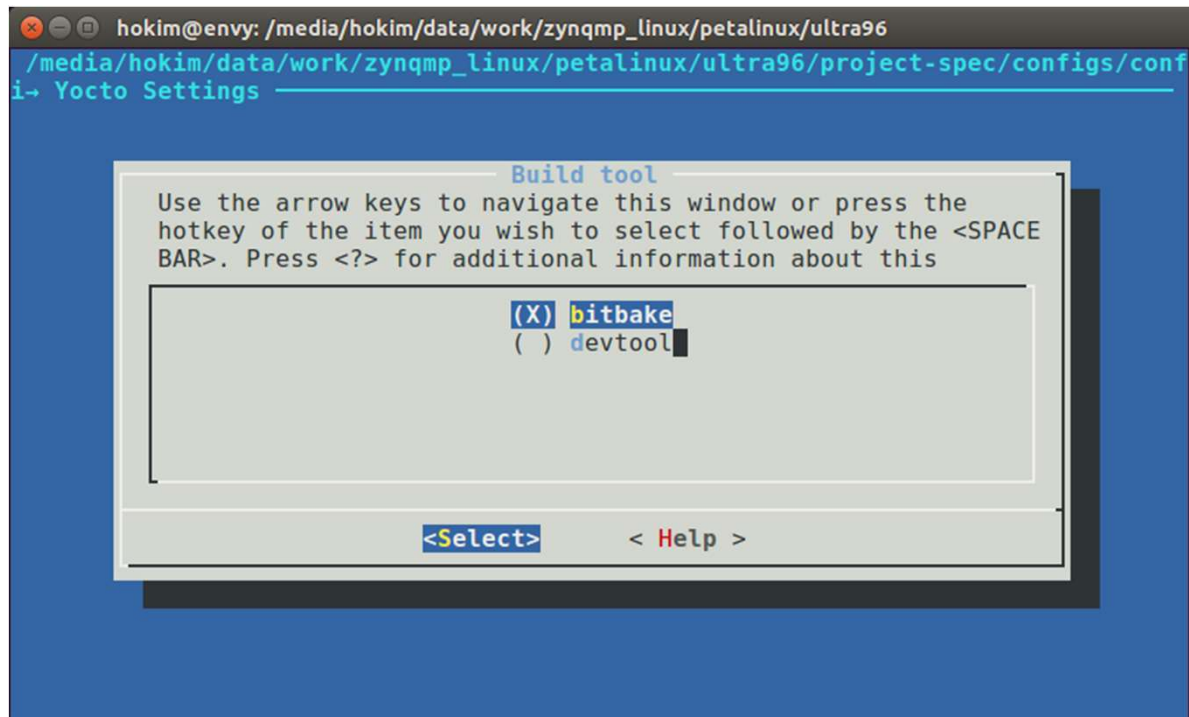 hokim@envy: /media/hokim/data/work/zynqmp_linux/petalinux/ultra96
/media/hokim/data/work/zynqmp_linux/petalinux/ultra96/project-spec/configs/conf
i→ Yocto Settings
Build tool
Use the arrow keys to navigate this window or press the
hotkey of the item you wish to select followed by the <SPACE
BAR>. Press <?> for additional information about this
(X) bitbake
( ) devtool
<Select> < Help >